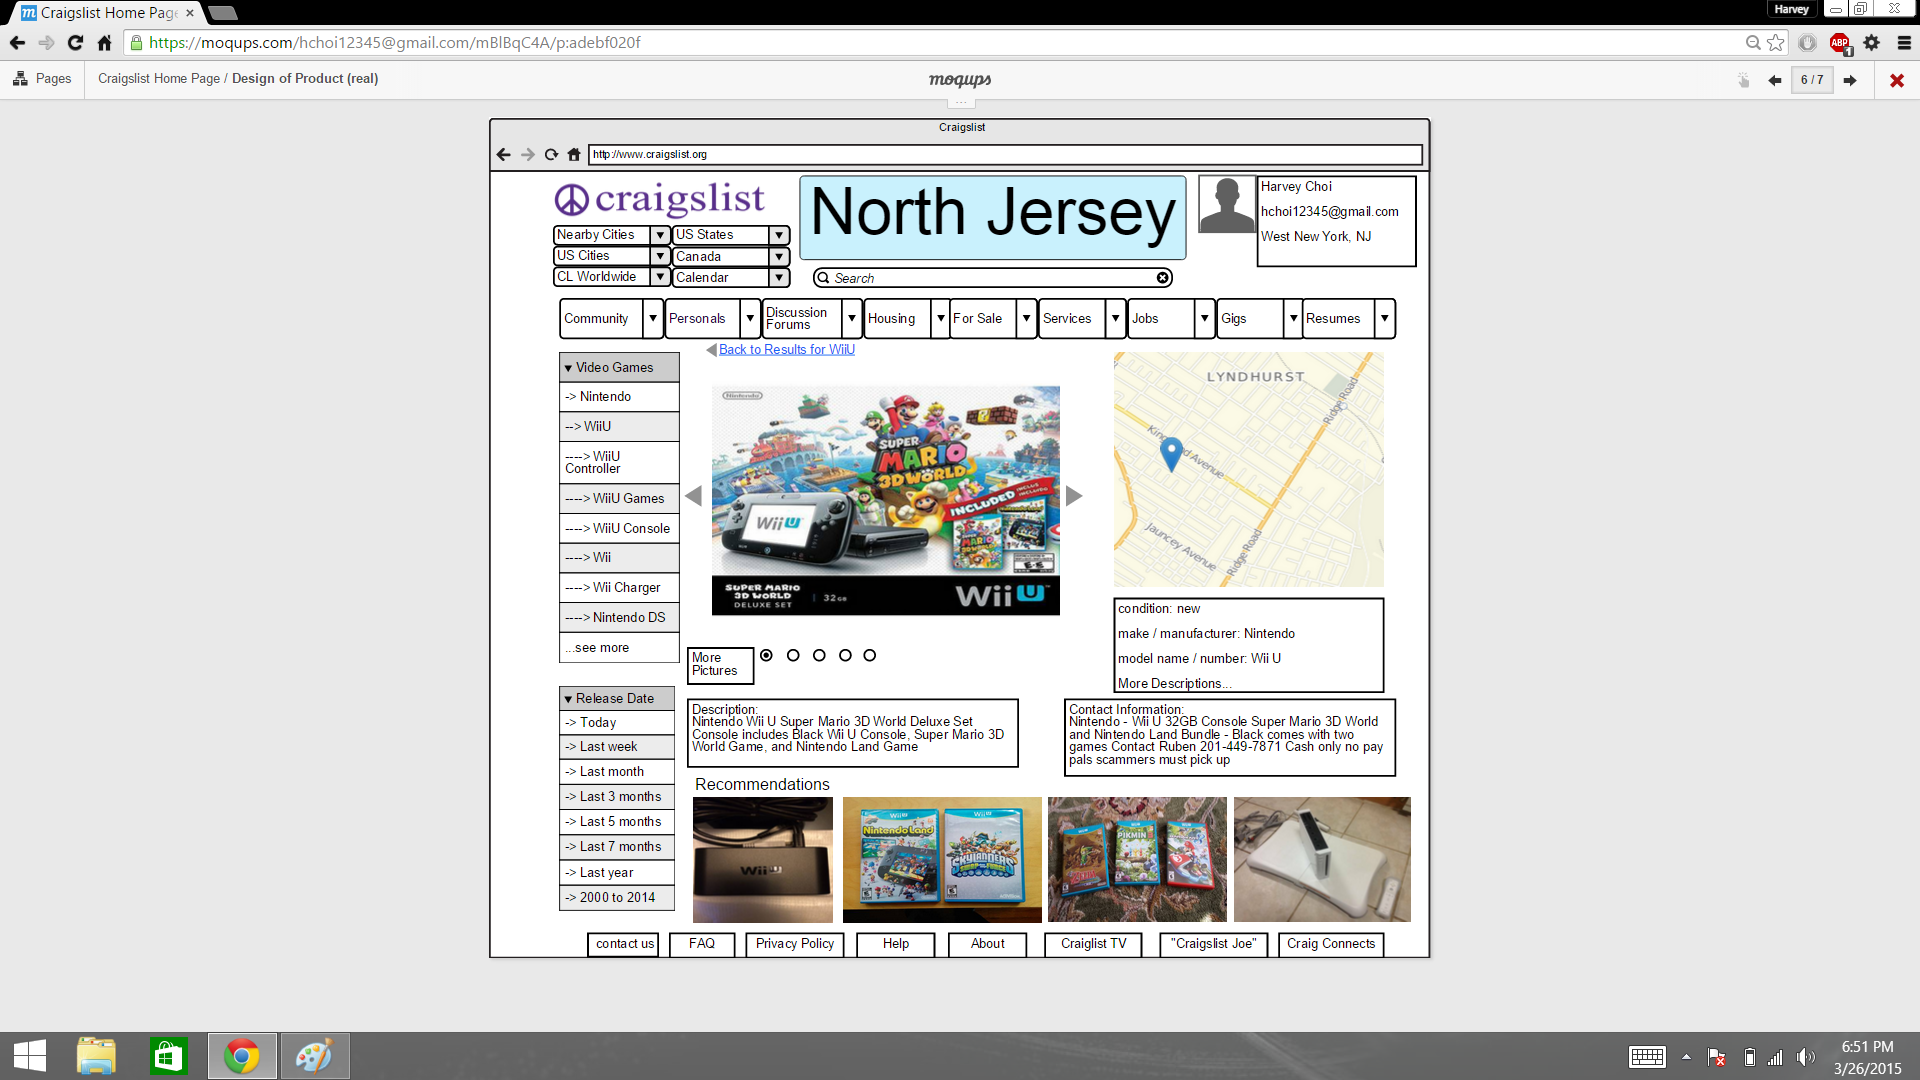 Craigslist Home Page
Harvey
https://moqups.com/hchoi12345@gmail.com/mBlBqC4A/p:adebf020f
ABP
1
Pages
Craigslist Home Page / Design of Product (real)
moqups
6 / 7
...
Craigslist
http://www.craigslist.org
craigslist
North Jersey
Harvey Choi
hchoi12345@gmail.com
West New York, NJ
Nearby Cities
US States
US Cities
Canada
CL Worldwide
Calendar
Search
Community
Personals
Discussion
Forums
Housing
For Sale
Services
Jobs
Gigs
Resumes
Back to Results for WiiU
Video Games
-> Nintendo
--> WiiU
----> WiiU
Controller
----> WiiU Games
----> WiiU Console
----> Wii
----> Wii Charger
----> Nintendo DS
...see more
Nintendo
SUPER
MARIO
3D WORLD
INCLUDED
Wii U
SUPER MARIO
3D WORLD
DELUXE SET
32 GB
Wii U
LYNDHURST
Ridge Road
Avenue
Jauncey Avenue
Ridge Road
condition: new
make / manufacturer: Nintendo
model name / number: Wii U
More Descriptions...
More
Pictures
Release Date
-> Today
-> Last week
-> Last month
-> Last 3 months
-> Last 5 months
-> Last 7 months
-> Last year
-> 2000 to 2014
Description:
Nintendo Wii U Super Mario 3D World Deluxe Set
Console includes Black Wii U Console, Super Mario 3D
World Game, and Nintendo Land Game
Contact Information:
Nintendo - Wii U 32GB Console Super Mario 3D World
and Nintendo Land Bundle - Black comes with two
games Contact Ruben 201-449-7871 Cash only no pay
pals scammers must pick up
Recommendations
Wii U
Wii U
Nintendo Land
Wii U
SKYLANDERS
PIKMIN
contact us
FAQ
Privacy Policy
Help
About
Craiglist TV
"Craigslist Joe"
Craig Connects
6:51 PM
3/26/2015